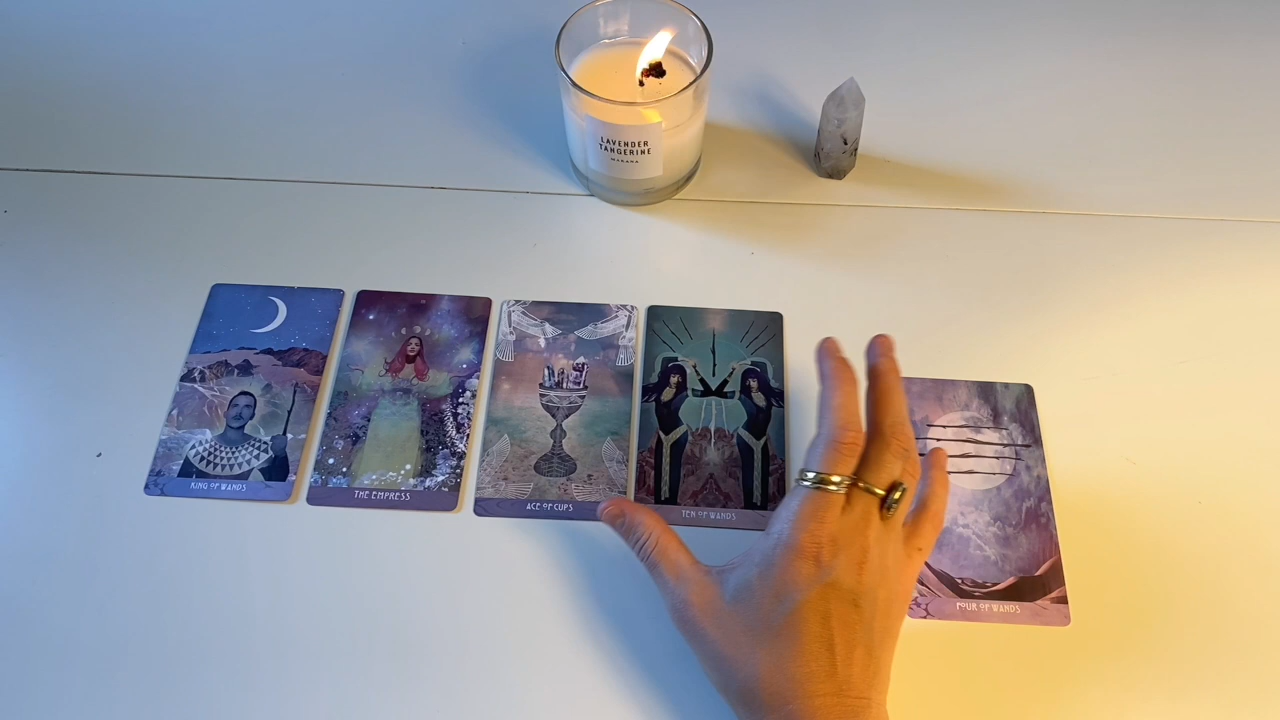 LAVENDER
TANGERINE
MAKANA
KING OF WANDS
THE EMPRESS
ACE OF CUPS
TEN OF WANDS
FOUR OF WANDS